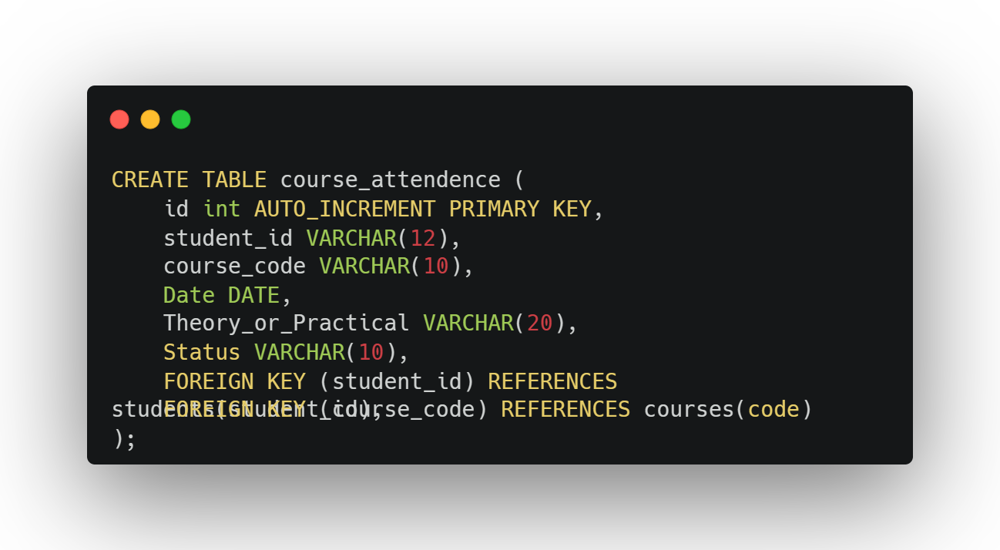 CREATE TABLE course_attendence (
    id int AUTO_INCREMENT PRIMARY KEY,
    student_id VARCHAR(12),
    course_code VARCHAR(10),
    Date DATE,
    Theory_or_Practical VARCHAR(20),
    Status VARCHAR(10),
    FOREIGN KEY (student_id) REFERENCES
students(student_id),
    FOREIGN KEY (course_code) REFERENCES courses(code)
);